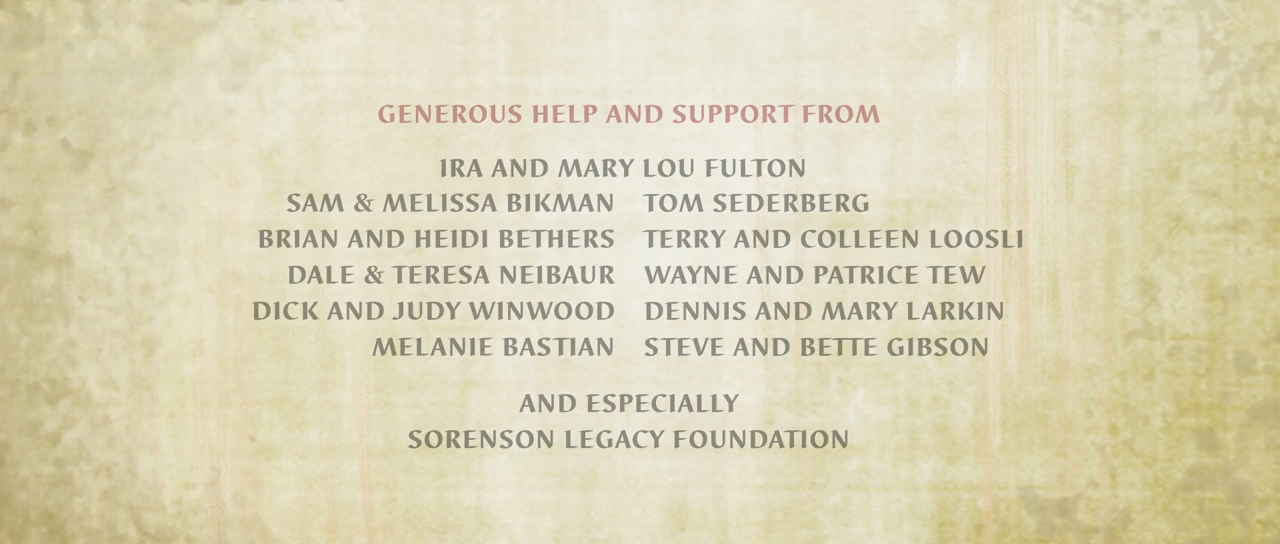 GENEROUS HELP AND SUPPORT FROM
IRA AND MARY LOU FULTON
SAM & MELISSA BIKMAN TOM SEDERBERG
BRIAN AND HEIDI BETHERS TERRY AND COLLEEN LOOSLI
DALE & TERESA NEIBAUR WAYNE AND PATRICE TEW
DICK AND JUDY WINWOOD DENNIS AND MARY LARKIN
MELANIE BASTIAN STEVE AND BETTE GIBSON
AND ESPECIALLY
SORENSON LEGACY FOUNDATION